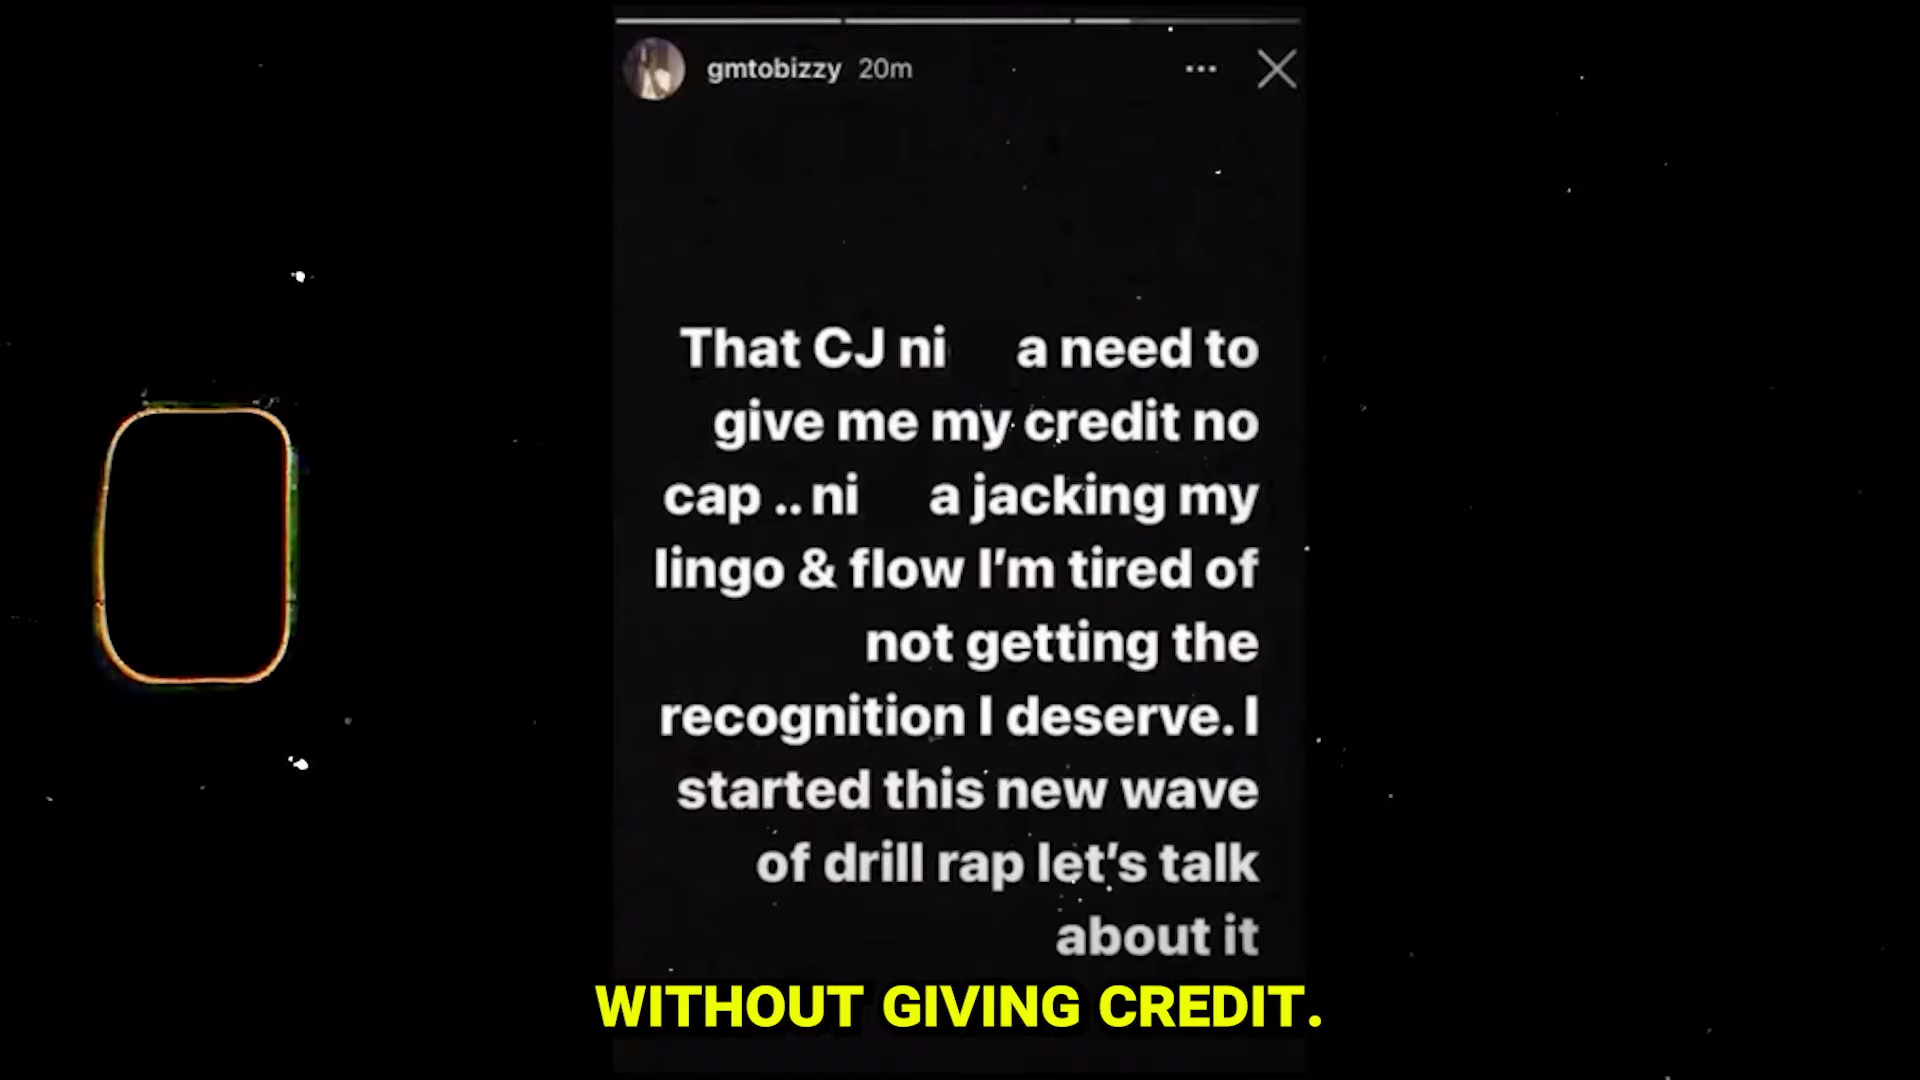 gmtobizzy 20m
That CJ ni a need to
give me my credit no
cap .. ni a jacking my
lingo & flow I'm tired of
not getting the
recognition I deserve. I
started this new wave
of drill rap let's talk
about it
WITHOUT GIVING CREDIT.